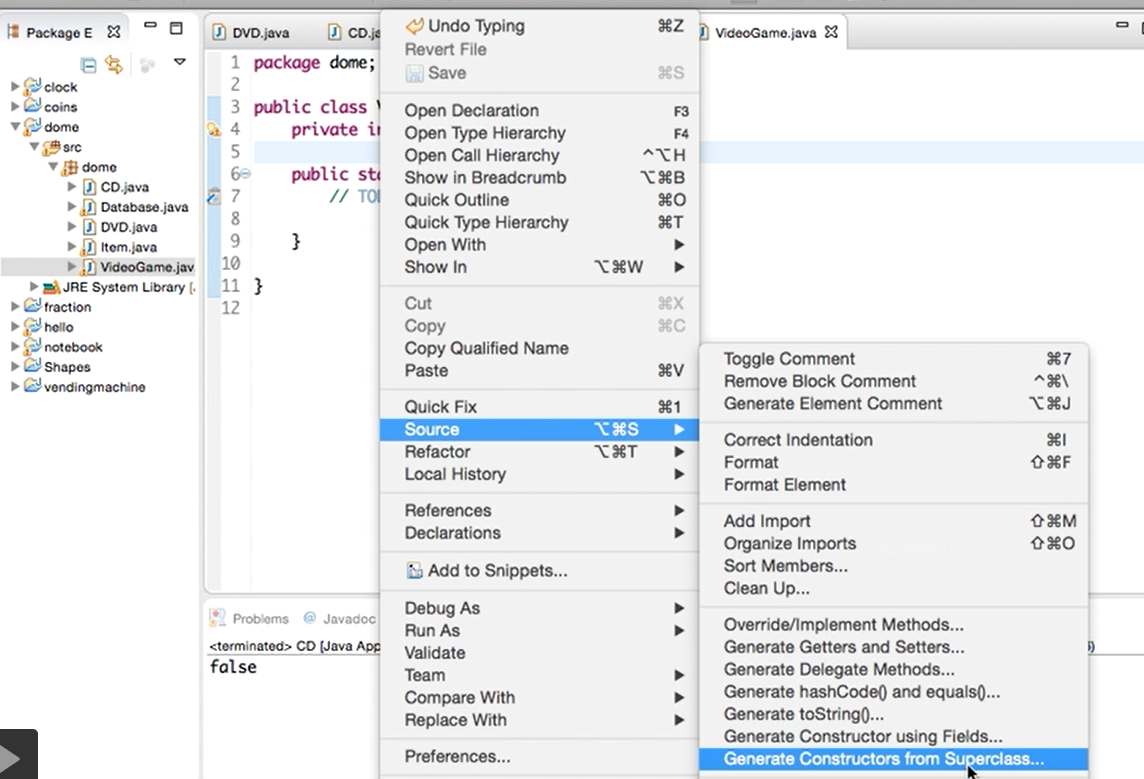 Package E
DVD.java
CD.ja
VideoGame.java
clock
coins
dome
src
dome
CD.java
Database.java
DVD.java
Item.java
VideoGame.jav
JRE System Library [
fraction
hello
notebook
Shapes
vendingmachine
1 package dome;
2
3 public class
4 private in
5
6 public sta
7 // TOD
8
9 }
10
11 }
12
Undo Typing ⌘Z
Revert File
Save ⌘S
Open Declaration F3
Open Type Hierarchy F4
Open Call Hierarchy ^⌥H
Show in Breadcrumb ⌥⌘B
Quick Outline ⌘O
Quick Type Hierarchy ⌘T
Open With
Show In ⌥⌘W
Cut ⌘X
Copy ⌘C
Copy Qualified Name
Paste ⌘V
Quick Fix ⌘1
Source ⌥⌘S
Refactor ⌥⌘T
Local History
References
Declarations
Add to Snippets...
Debug As
Run As
Validate
Team
Compare With
Replace With
Preferences...
Toggle Comment ⌘7
Remove Block Comment ^⌘\
Generate Element Comment ⌥⌘J
Correct Indentation ⌘I
Format ⇧⌘F
Format Element
Add Import ⇧⌘M
Organize Imports ⇧⌘O
Sort Members...
Clean Up...
Override/Implement Methods...
Generate Getters and Setters...
Generate Delegate Methods...
Generate hashCode() and equals()...
Generate toString()...
Generate Constructor using Fields...
Generate Constructors from Superclass...
Problems
@ Javadoc
<terminated> CD [Java App
false